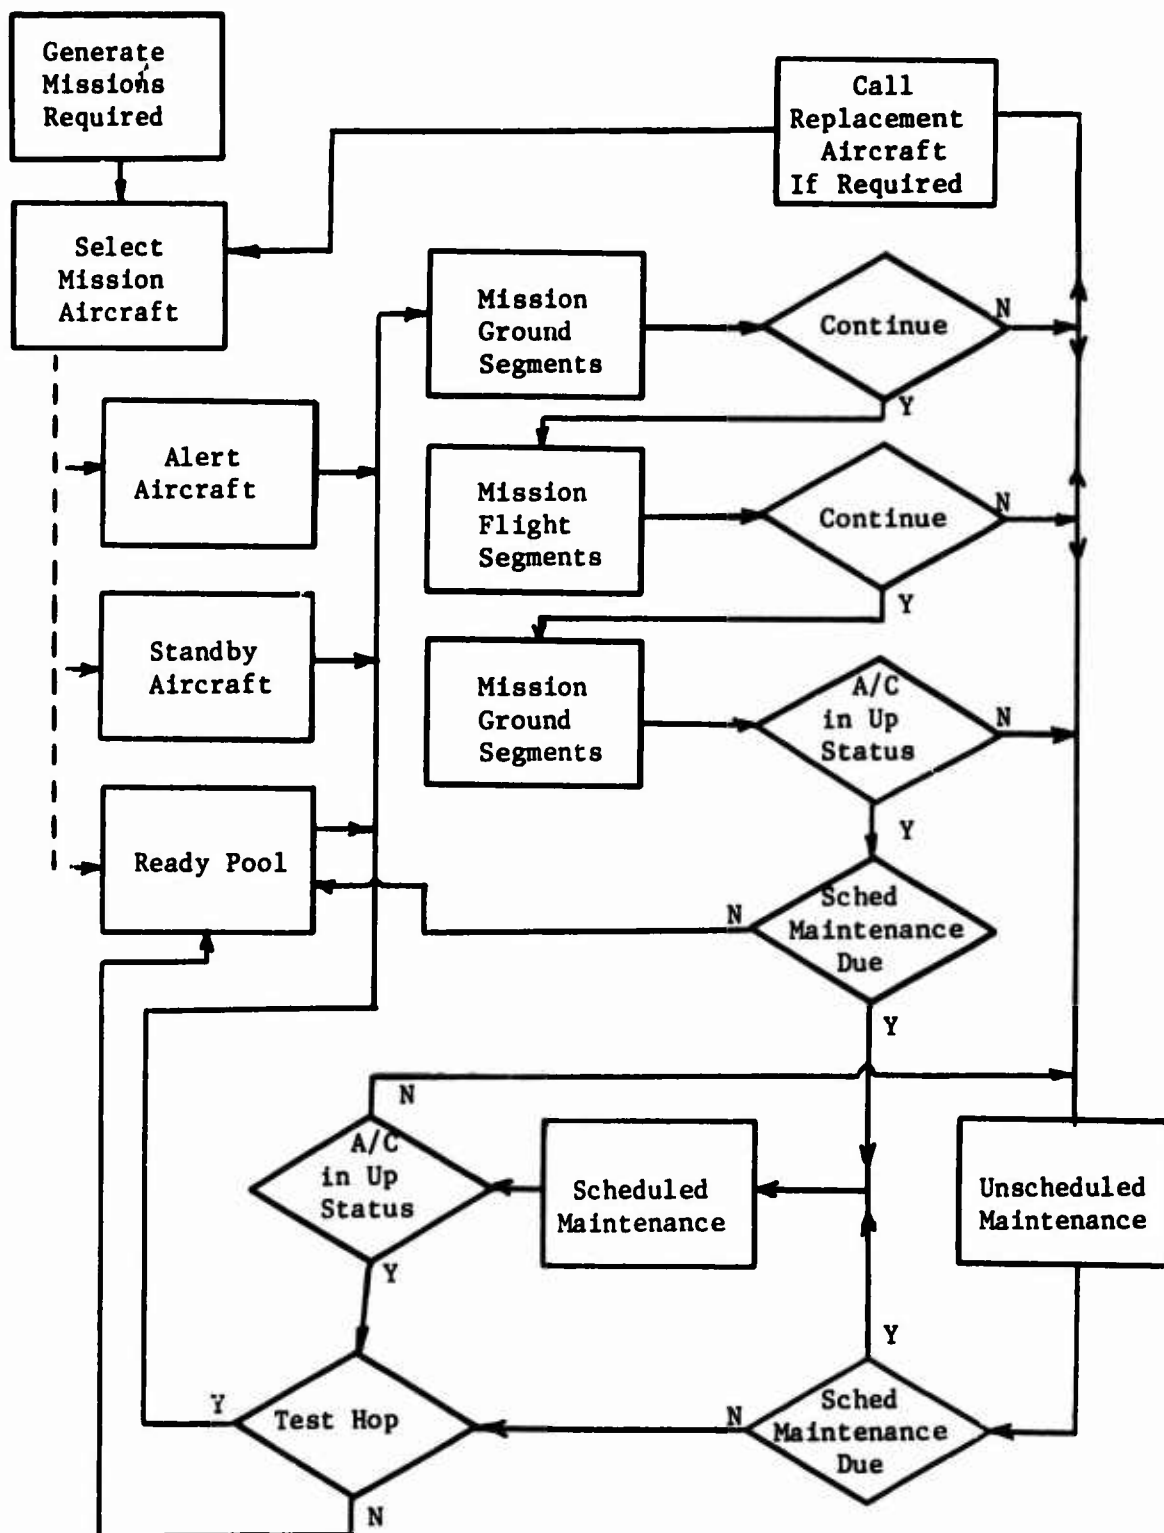 Generate
Missions
Required
Call
Replacement
Aircraft
If Required
Select
Mission
Aircraft
Mission
Ground
Segments
Continue
N
Y
Alert
Aircraft
Mission
Flight
Segments
Continue
N
Y
Standby
Aircraft
Mission
Ground
Segments
A/C
in Up
Status
N
Y
Ready Pool
Sched
Maintenance
Due
N
Y
N
A/C
in Up
Status
Y
Scheduled
Maintenance
Unscheduled
Maintenance
Y
Test Hop
Y
N
Sched
Maintenance
Due
N